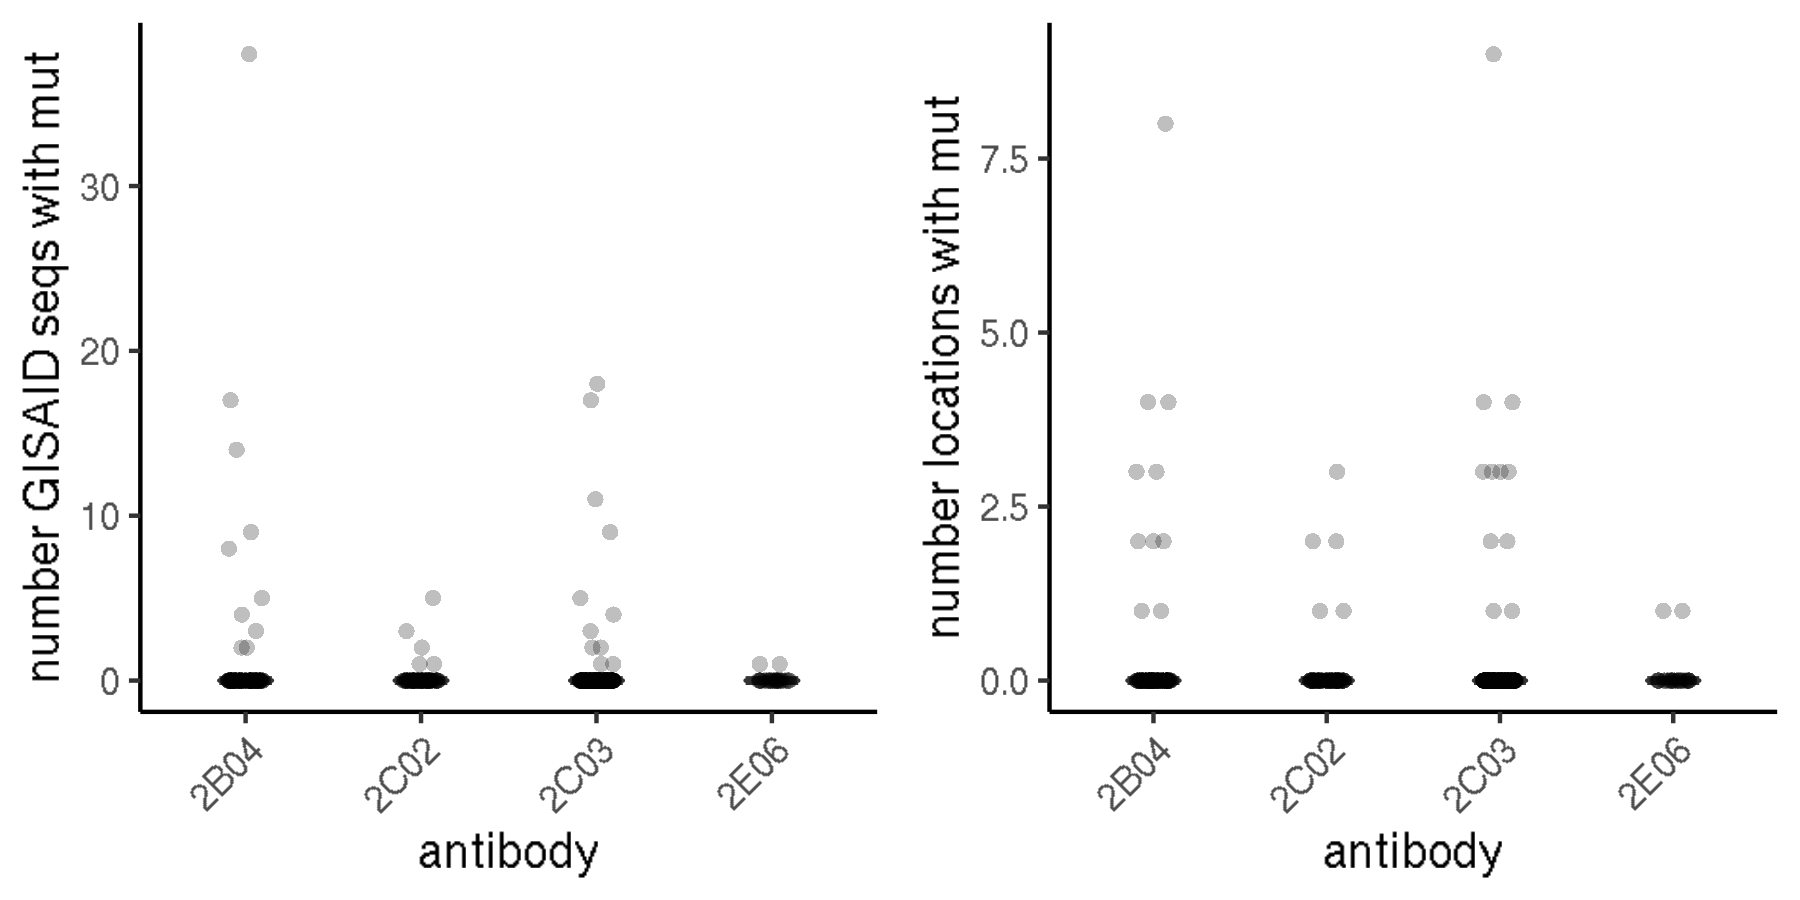 number GISAID seqs with mut
30
20
10
0
2B04
2C02
2C03
2E06
antibody
number locations with mut
7.5
5.0
2.5
0.0
2B04
2C02
2C03
2E06
antibody